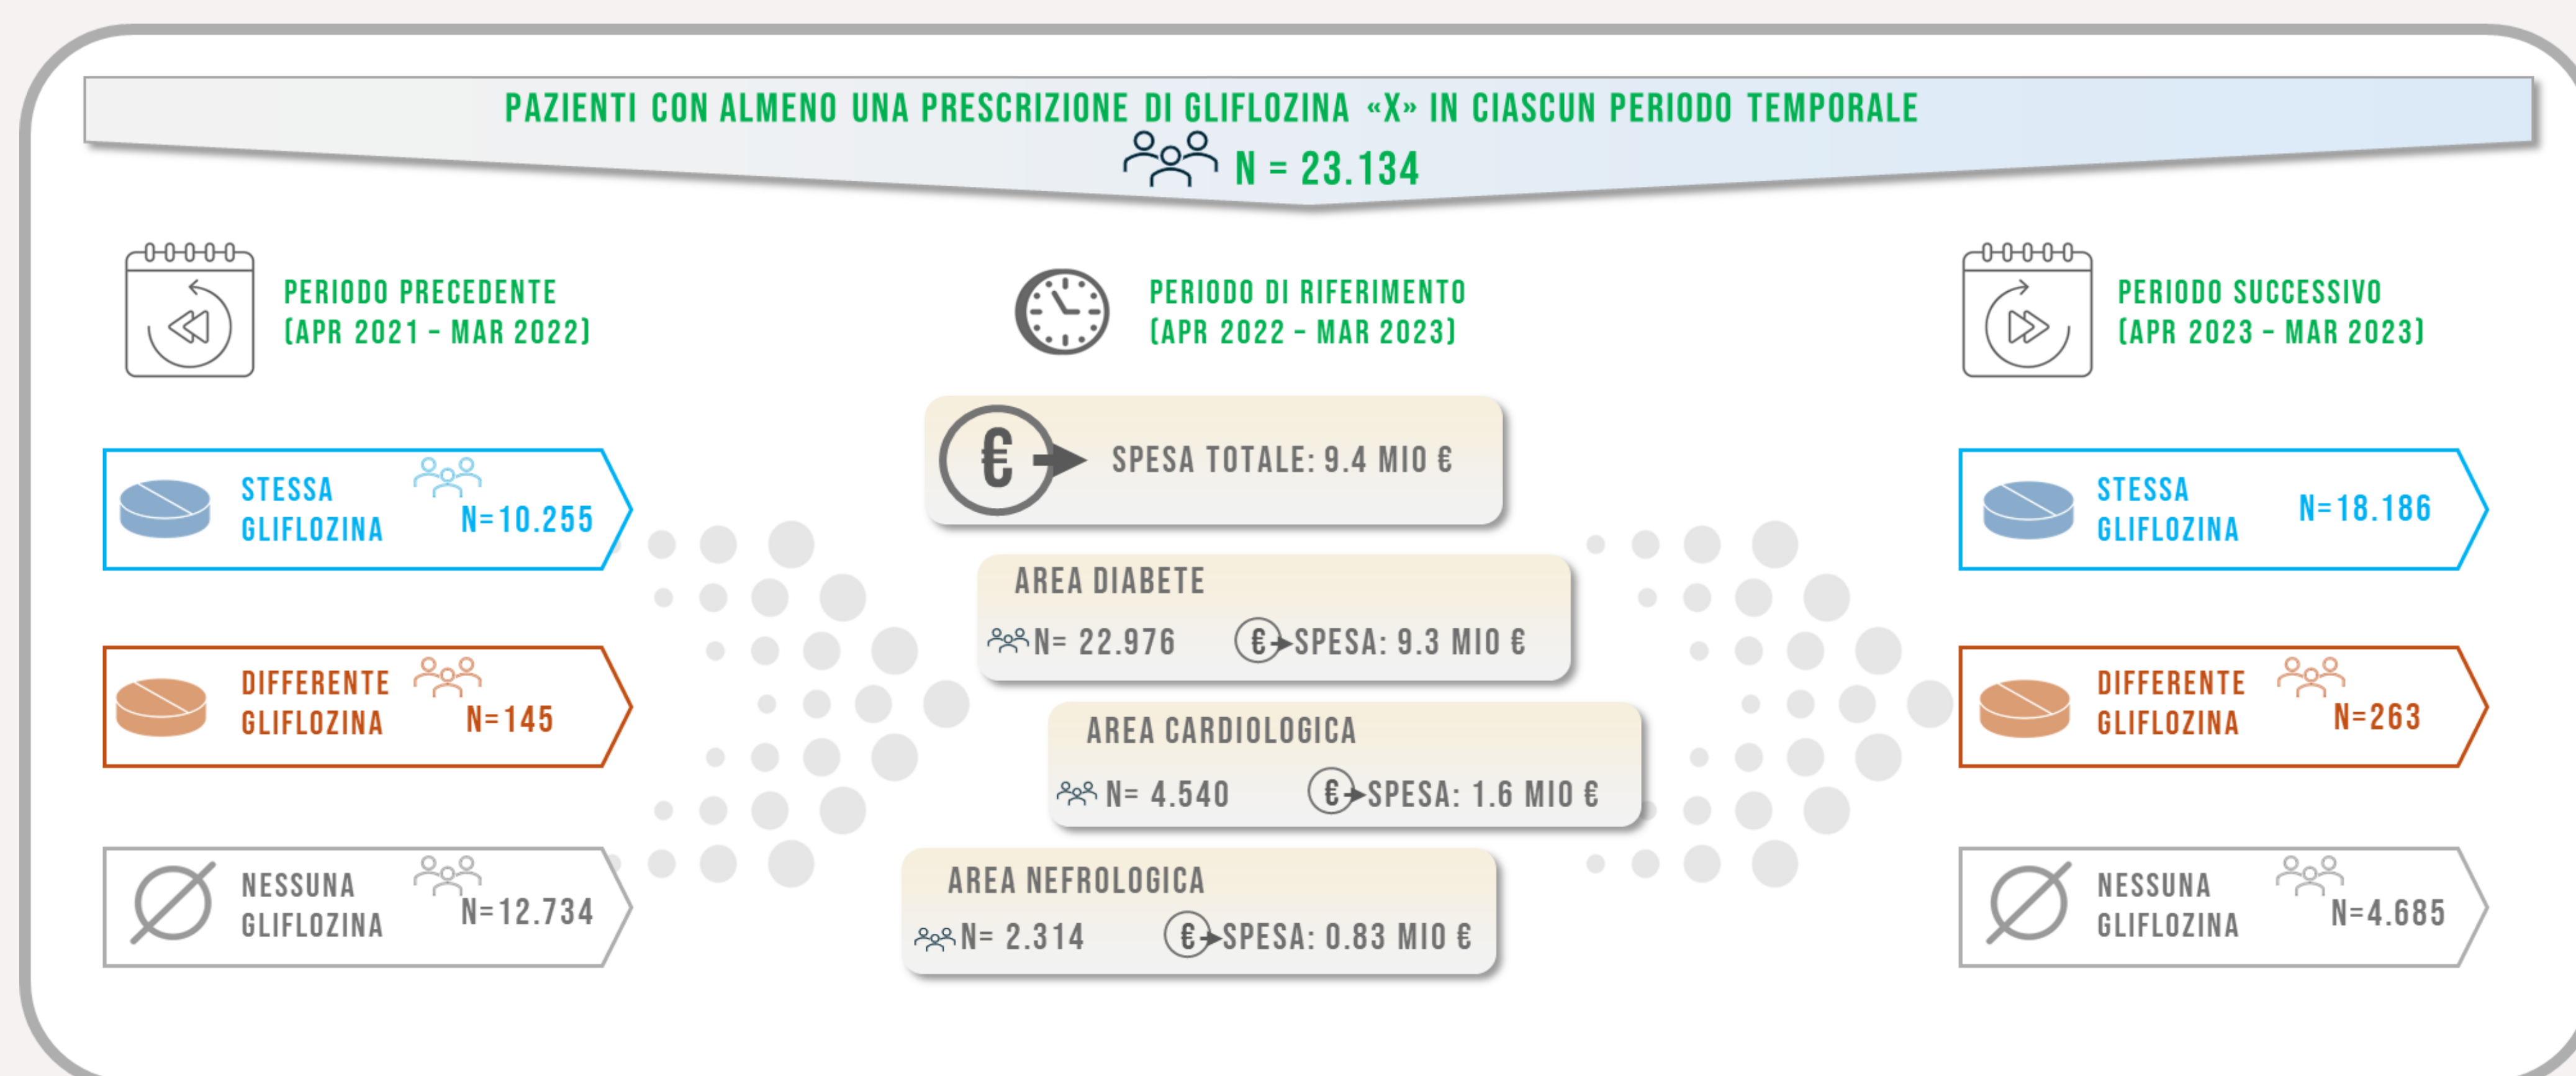 PAZIENTI CON ALMENO UNA PRESCRIZIONE DI GLIFLOZINA «X» IN CIASCUN PERIODO TEMPORALE
N = 23.134
PERIODO PRECEDENTE
(APR 2021 – MAR 2022)
STESSA
GLIFLOZINA
N=10.255
DIFFERENTE
GLIFLOZINA
N=145
NESSUNA
GLIFLOZINA
N=12.734
PERIODO DI RIFERIMENTO
(APR 2022 – MAR 2023)
€ SPESA TOTALE: 9.4 MIO €
AREA DIABETE
N= 22.976 € SPESA: 9.3 MIO €
AREA CARDIOLOGICA
N= 4.540 € SPESA: 1.6 MIO €
AREA NEFROLOGICA
N= 2.314 € SPESA: 0.83 MIO €
PERIODO SUCCESSIVO
(APR 2023 – MAR 2023)
STESSA
GLIFLOZINA
N=18.186
DIFFERENTE
GLIFLOZINA
N=263
NESSUNA
GLIFLOZINA
N=4.685